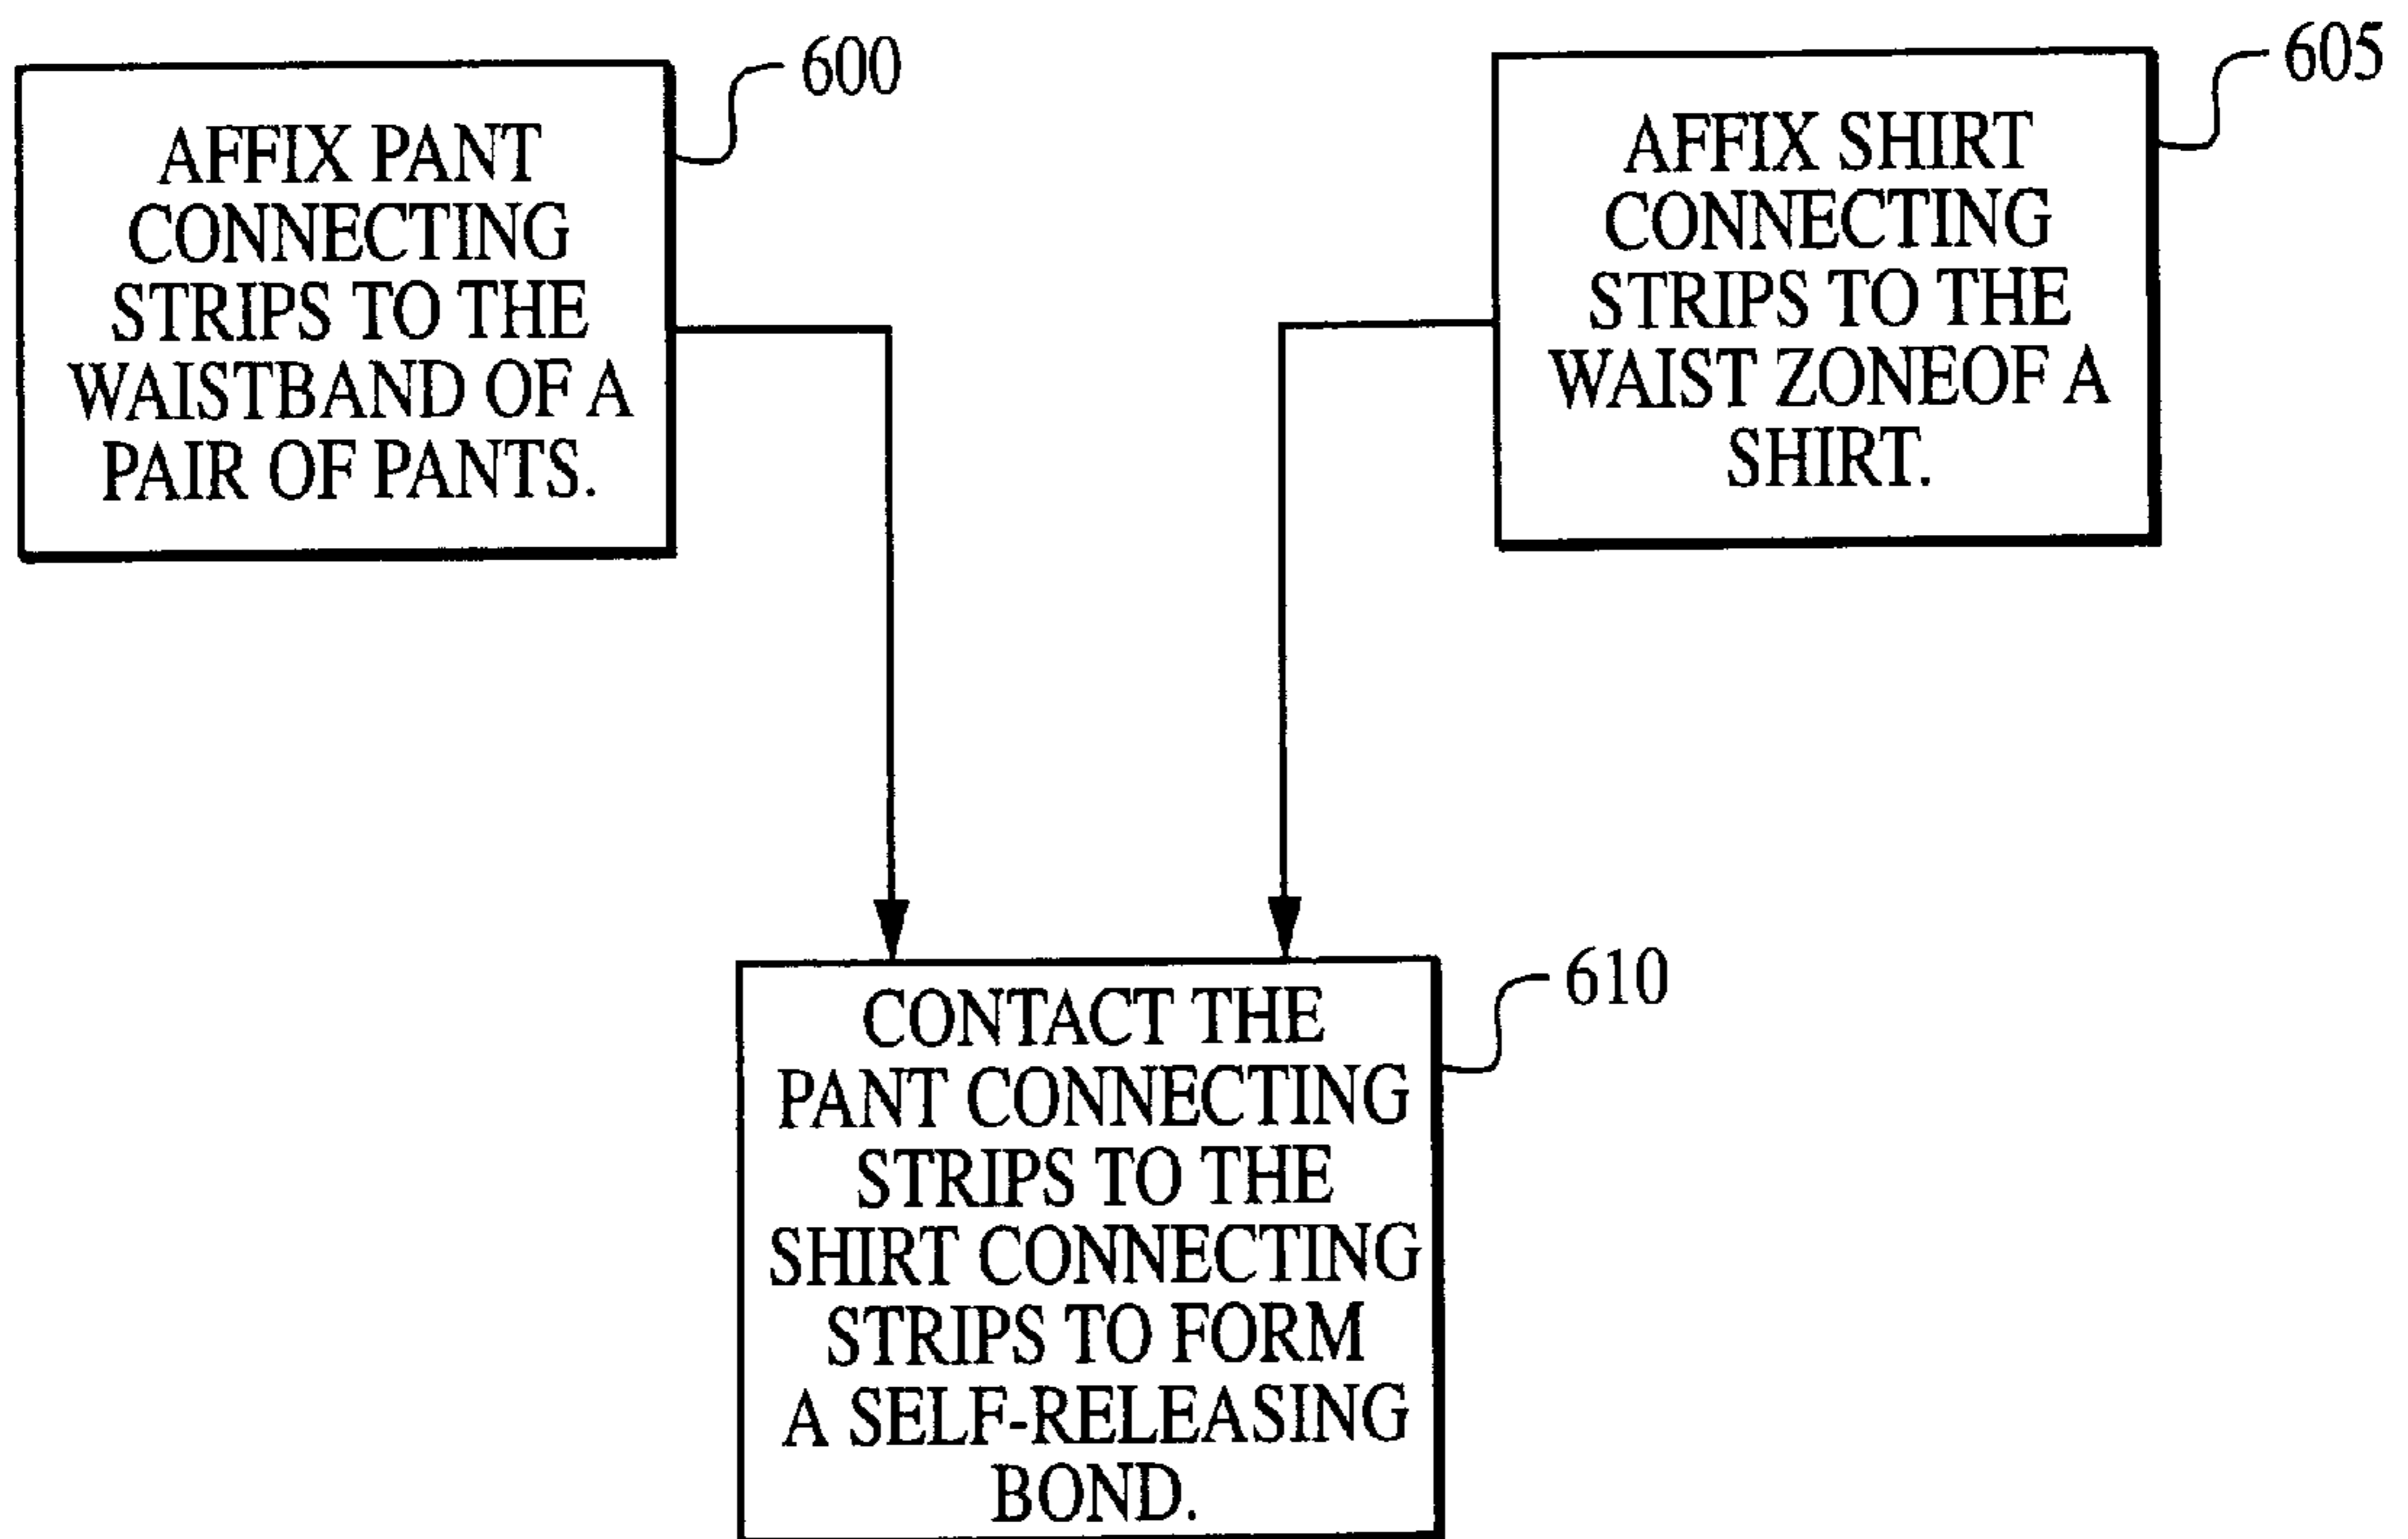 600
AFFIX PANT
CONNECTING
STRIPS TO THE
WAISTBAND OF A
PAIR OF PANTS.
605
AFFIX SHIRT
CONNECTING
STRIPS TO THE
WAIST ZONEOF A
SHIRT.
610
CONTACT THE
PANT CONNECTING
STRIPS TO THE
SHIRT CONNECTING
STRIPS TO FORM
A SELF-RELEASING
BOND.